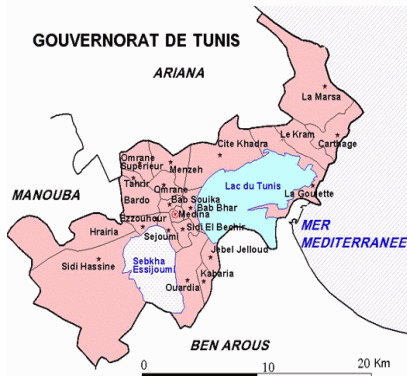 GOUVERNORAT DE TUNIS
ARIANA
La Marsa
Le Kram
Carthage
Cite Khadra
Omrane
Superieur
Menzeh
Tahrir
Omrane
Lac du Tunis
La Goulette
MANOUBA
Bardo
Bab Souika
Bab Bhar
Ezzouhour
Medina
MER
MEDITERRANEE
Hrairia
Sejoumi
Sidi El Bechir
Jebel Jelloud
Sidi Hassine
Sebkha
Essijoumi
Kabaria
Ouardia
BEN AROUS
0 10 20 Km